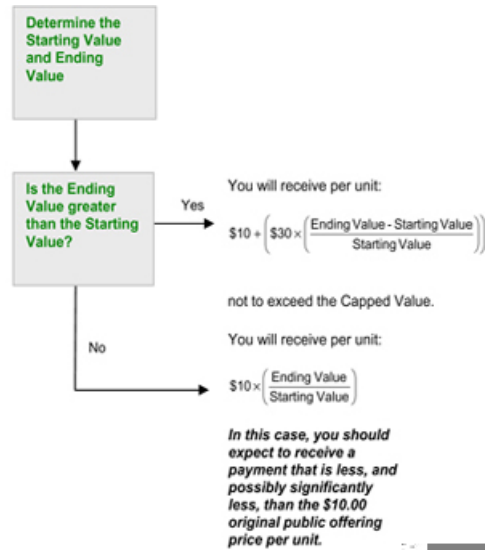 Determine the
Starting Value
and Ending
Value
Is the Ending
Value greater
than the Starting
Value?
Yes
You will receive per unit:
$10 + ($30 × (Ending Value - Starting Value
Starting Value))
not to exceed the Capped Value.
No
You will receive per unit:
$10 × (Ending Value
Starting Value)
In this case, you should
expect to receive a
payment that is less, and
possibly significantly
less, than the $10.00
original public offering
price per unit.